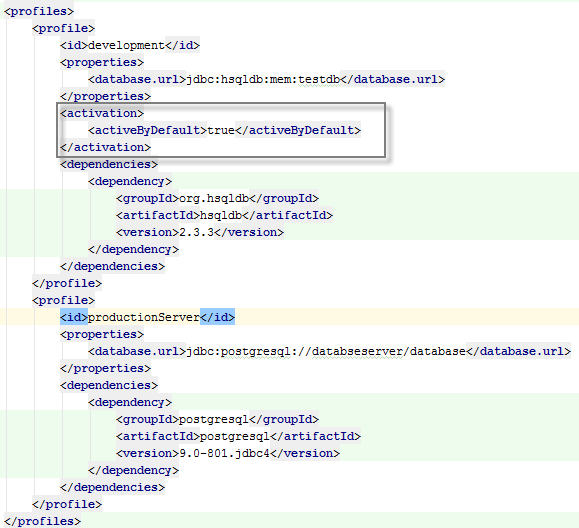 <profiles>
<profile>
<id>development</id>
<properties>
<database.url>jdbc:hsqldb:mem:testdb</database.url>
</properties>
<activation>
<activeByDefault>true</activeByDefault>
</activation>
<dependencies>
<dependency>
<groupId>org.hsqldb</groupId>
<artifactId>hsqldb</artifactId>
<version>2.3.3</version>
</dependency>
</dependencies>
</profile>
<profile>
<id>productionServer</id>
<properties>
<database.url>jdbc:postgresql://databseserver/database</database.url>
</properties>
<dependencies>
<dependency>
<groupId>postgresql</groupId>
<artifactId>postgresql</artifactId>
<version>9.0-801.jdbc4</version>
</dependency>
</dependencies>
</profile>
</profiles>